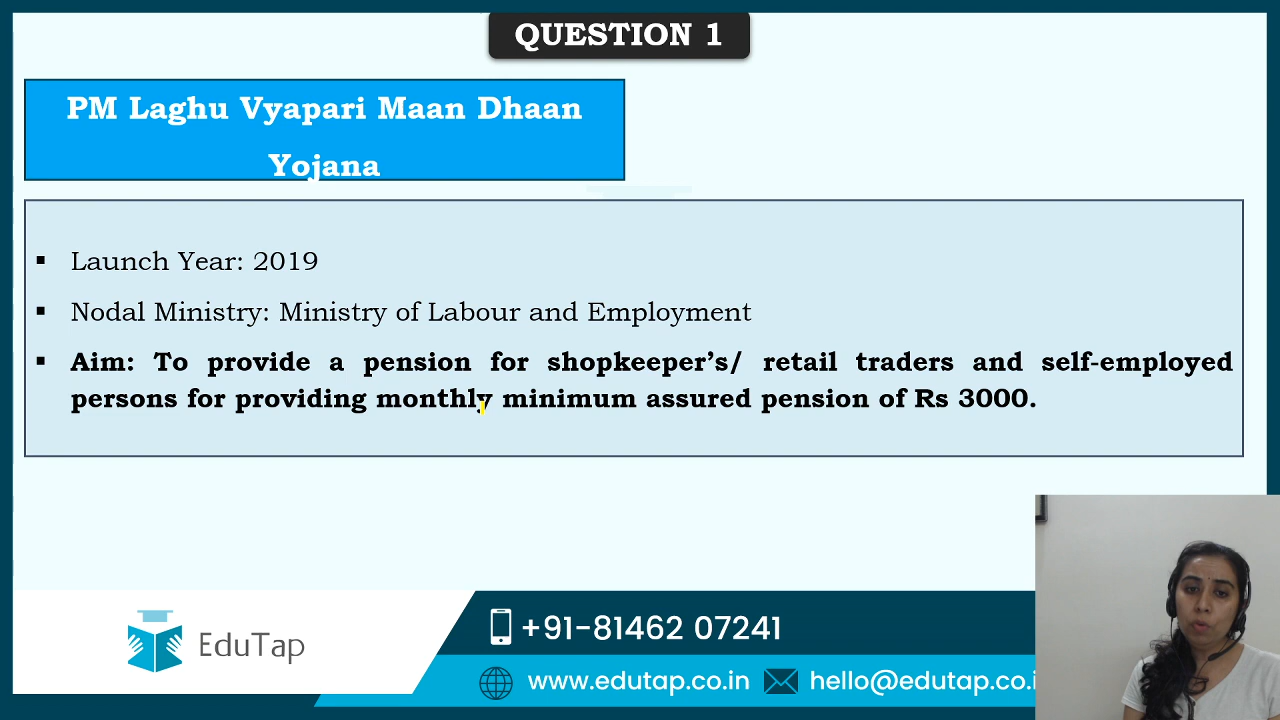 QUESTION 1
PM Laghu Vyapari Maan Dhaan
Yojana
▪ Launch Year: 2019
▪ Nodal Ministry: Ministry of Labour and Employment
▪ Aim: To provide a pension for shopkeeper’s/ retail traders and self-employed
persons for providing monthly minimum assured pension of Rs 3000.
EduTap
+91-81462 07241
www.edutap.co.in
hello@edutap.co.i